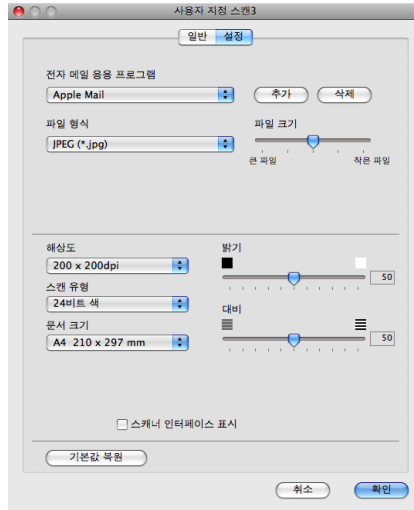 사용자 지정 스캔3
일반 설정
전자 메일 응용 프로그램
Apple Mail 추가 삭제
파일 형식 파일 크기
JPEG (*.jpg)
큰 파일 작은 파일
해상도 밝기
200 x 200dpi
50
스캔 유형
24비트 색 대비
문서 크기
A4 210 x 297 mm 50
스캐너 인터페이스 표시
기본값 복원
취소 확인